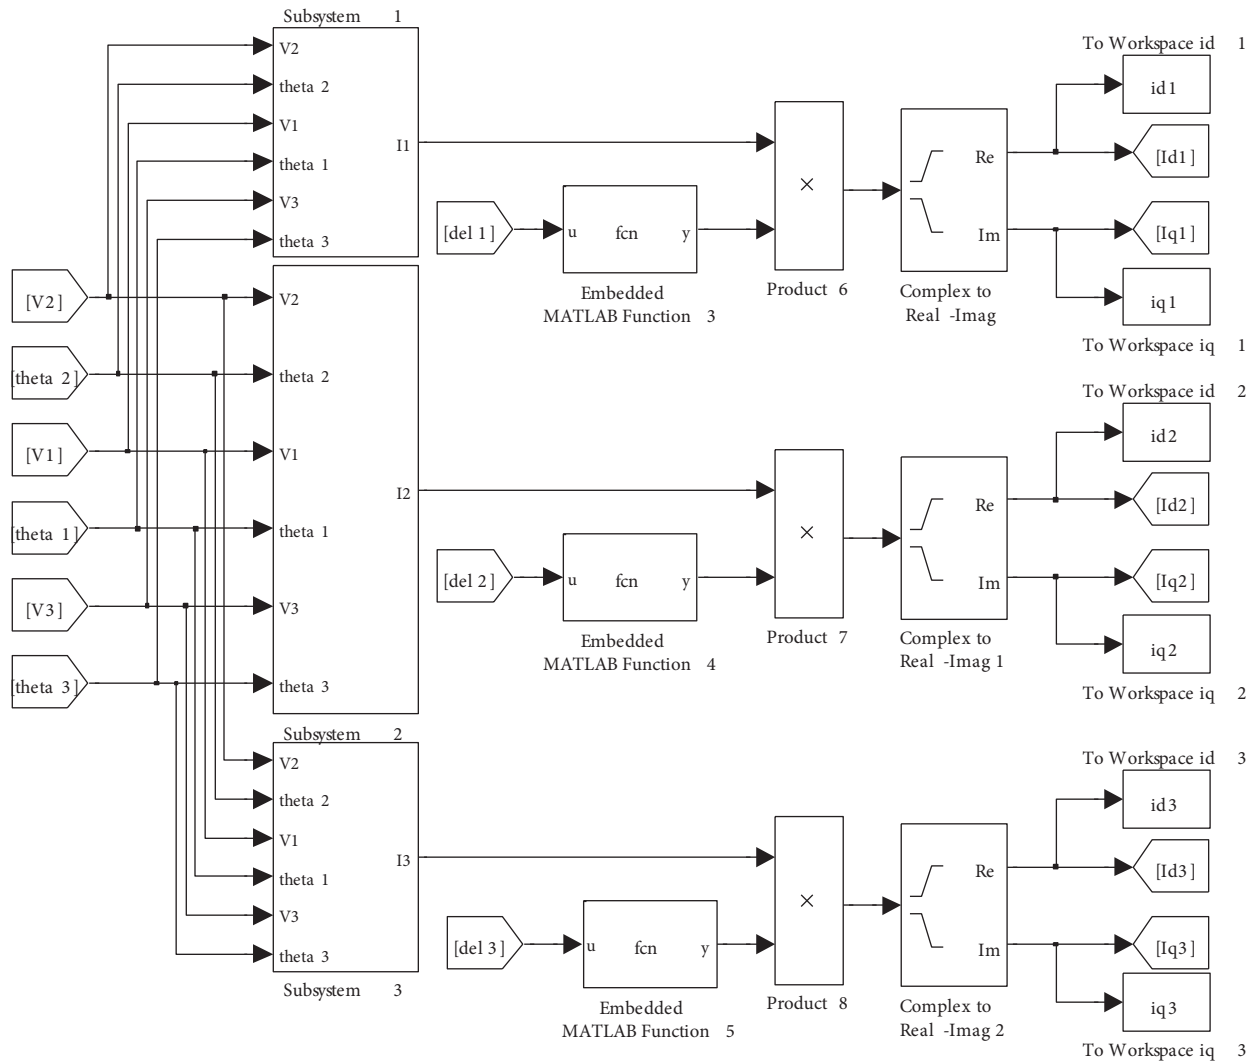 Subsystem 1
V2
theta 2
V1
theta 1
V3
theta 3
I1
[del 1]
u fcn y
Embedded
MATLAB Function 3
×
Product 6
Re
Im
Complex to
Real -Imag
To Workspace id 1
id1
[Id1]
[Iq1]
iq1
To Workspace iq 1
[V2]
[theta 2]
[V1]
[theta 1]
[V3]
[theta 3]
V2
theta 2
V1
theta 1
V3
theta 3
I2
Subsystem 2
[del 2]
u fcn y
Embedded
MATLAB Function 4
×
Product 7
Re
Im
Complex to
Real -Imag 1
To Workspace id 2
id2
[Id2]
[Iq2]
iq2
To Workspace iq 2
V2
theta 2
V1
theta 1
V3
theta 3
I3
Subsystem 3
[del 3]
u fcn y
Embedded
MATLAB Function 5
×
Product 8
Re
Im
Complex to
Real -Imag 2
To Workspace id 3
id3
[Id3]
[Iq3]
iq3
To Workspace iq 3